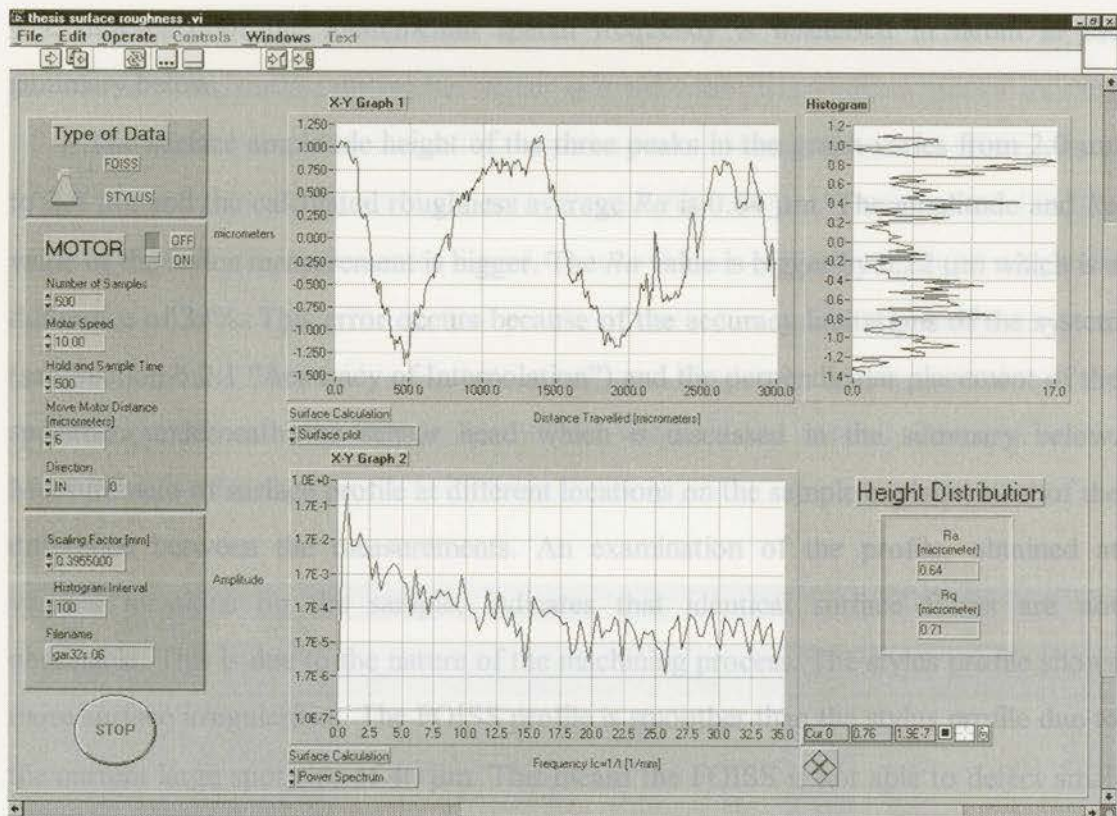 thesis surface roughness .vi
File Edit Operate Controls Windows Text
Type of Data
FOISS
STYLUS
MOTOR
OFF
ON
Number of Samples
500
Motor Speed
10.00
Hold and Sample Time
500
Move Motor Distance
[micrometers]
6
Direction
IN 0
Scaling Factor [mm]
0.3955000
Histogram Interval
100
Filename
igar32s.06
STOP
X-Y Graph 1
micrometers
1.250
1.000
0.750
0.500
0.250
0.000
-0.250
-0.500
-0.750
-1.000
-1.250
-1.500
0.0 500.0 1000.0 1500.0 2000.0 2500.0 3000.0
Distance Travelled [micrometers]
Surface Calculation
Surface plot
Histogram
1.2
1.0
0.8
0.6
0.4
0.2
0.0
-0.2
-0.4
-0.6
-0.8
-1.0
-1.2
-1.4
0.0 17.0
X-Y Graph 2
Amplitude
1.0E+0
1.7E-1
1.7E-2
1.7E-3
1.7E-4
1.7E-5
1.7E-6
1.0E-7
0.0 2.5 5.0 7.5 10.0 12.5 15.0 17.5 20.0 22.5 25.0 27.5 30.0 32.5 35.0
Frequency Ic=1/t [1/mm]
Surface Calculation
Power Spectrum
Height Distribution
Ra
[micrometer]
0.64
Rq
[micrometer]
0.71
Cur 0 0.76 1.9E-7